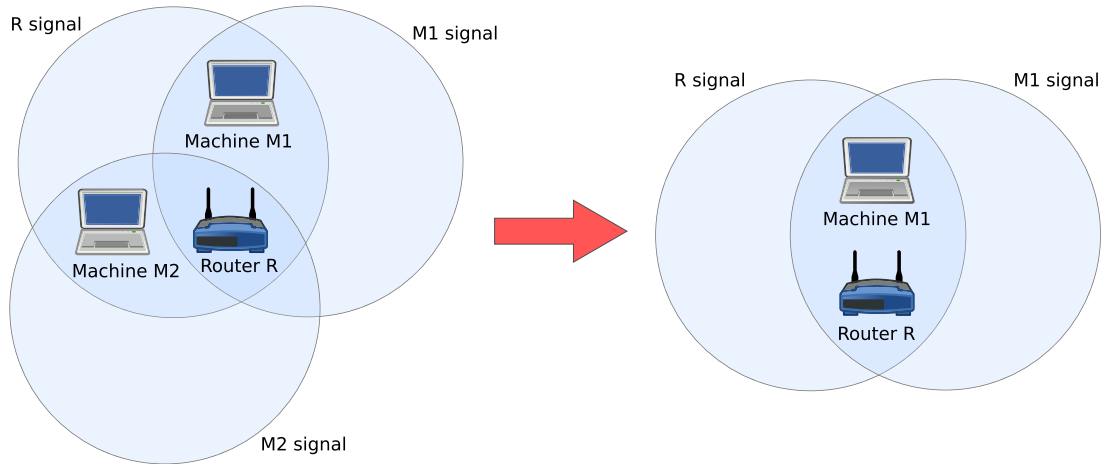 R signal
M1 signal
Machine M1
Machine M2
Router R
M2 signal
R signal
M1 signal
Machine M1
Router R